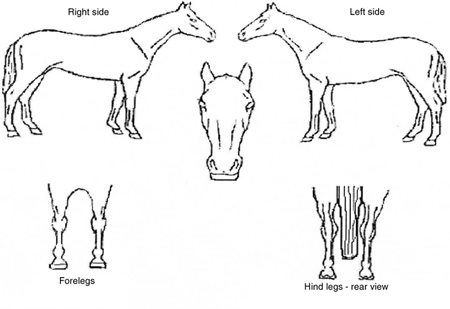 Right side
Left side
Forelegs
Hind legs - rear view